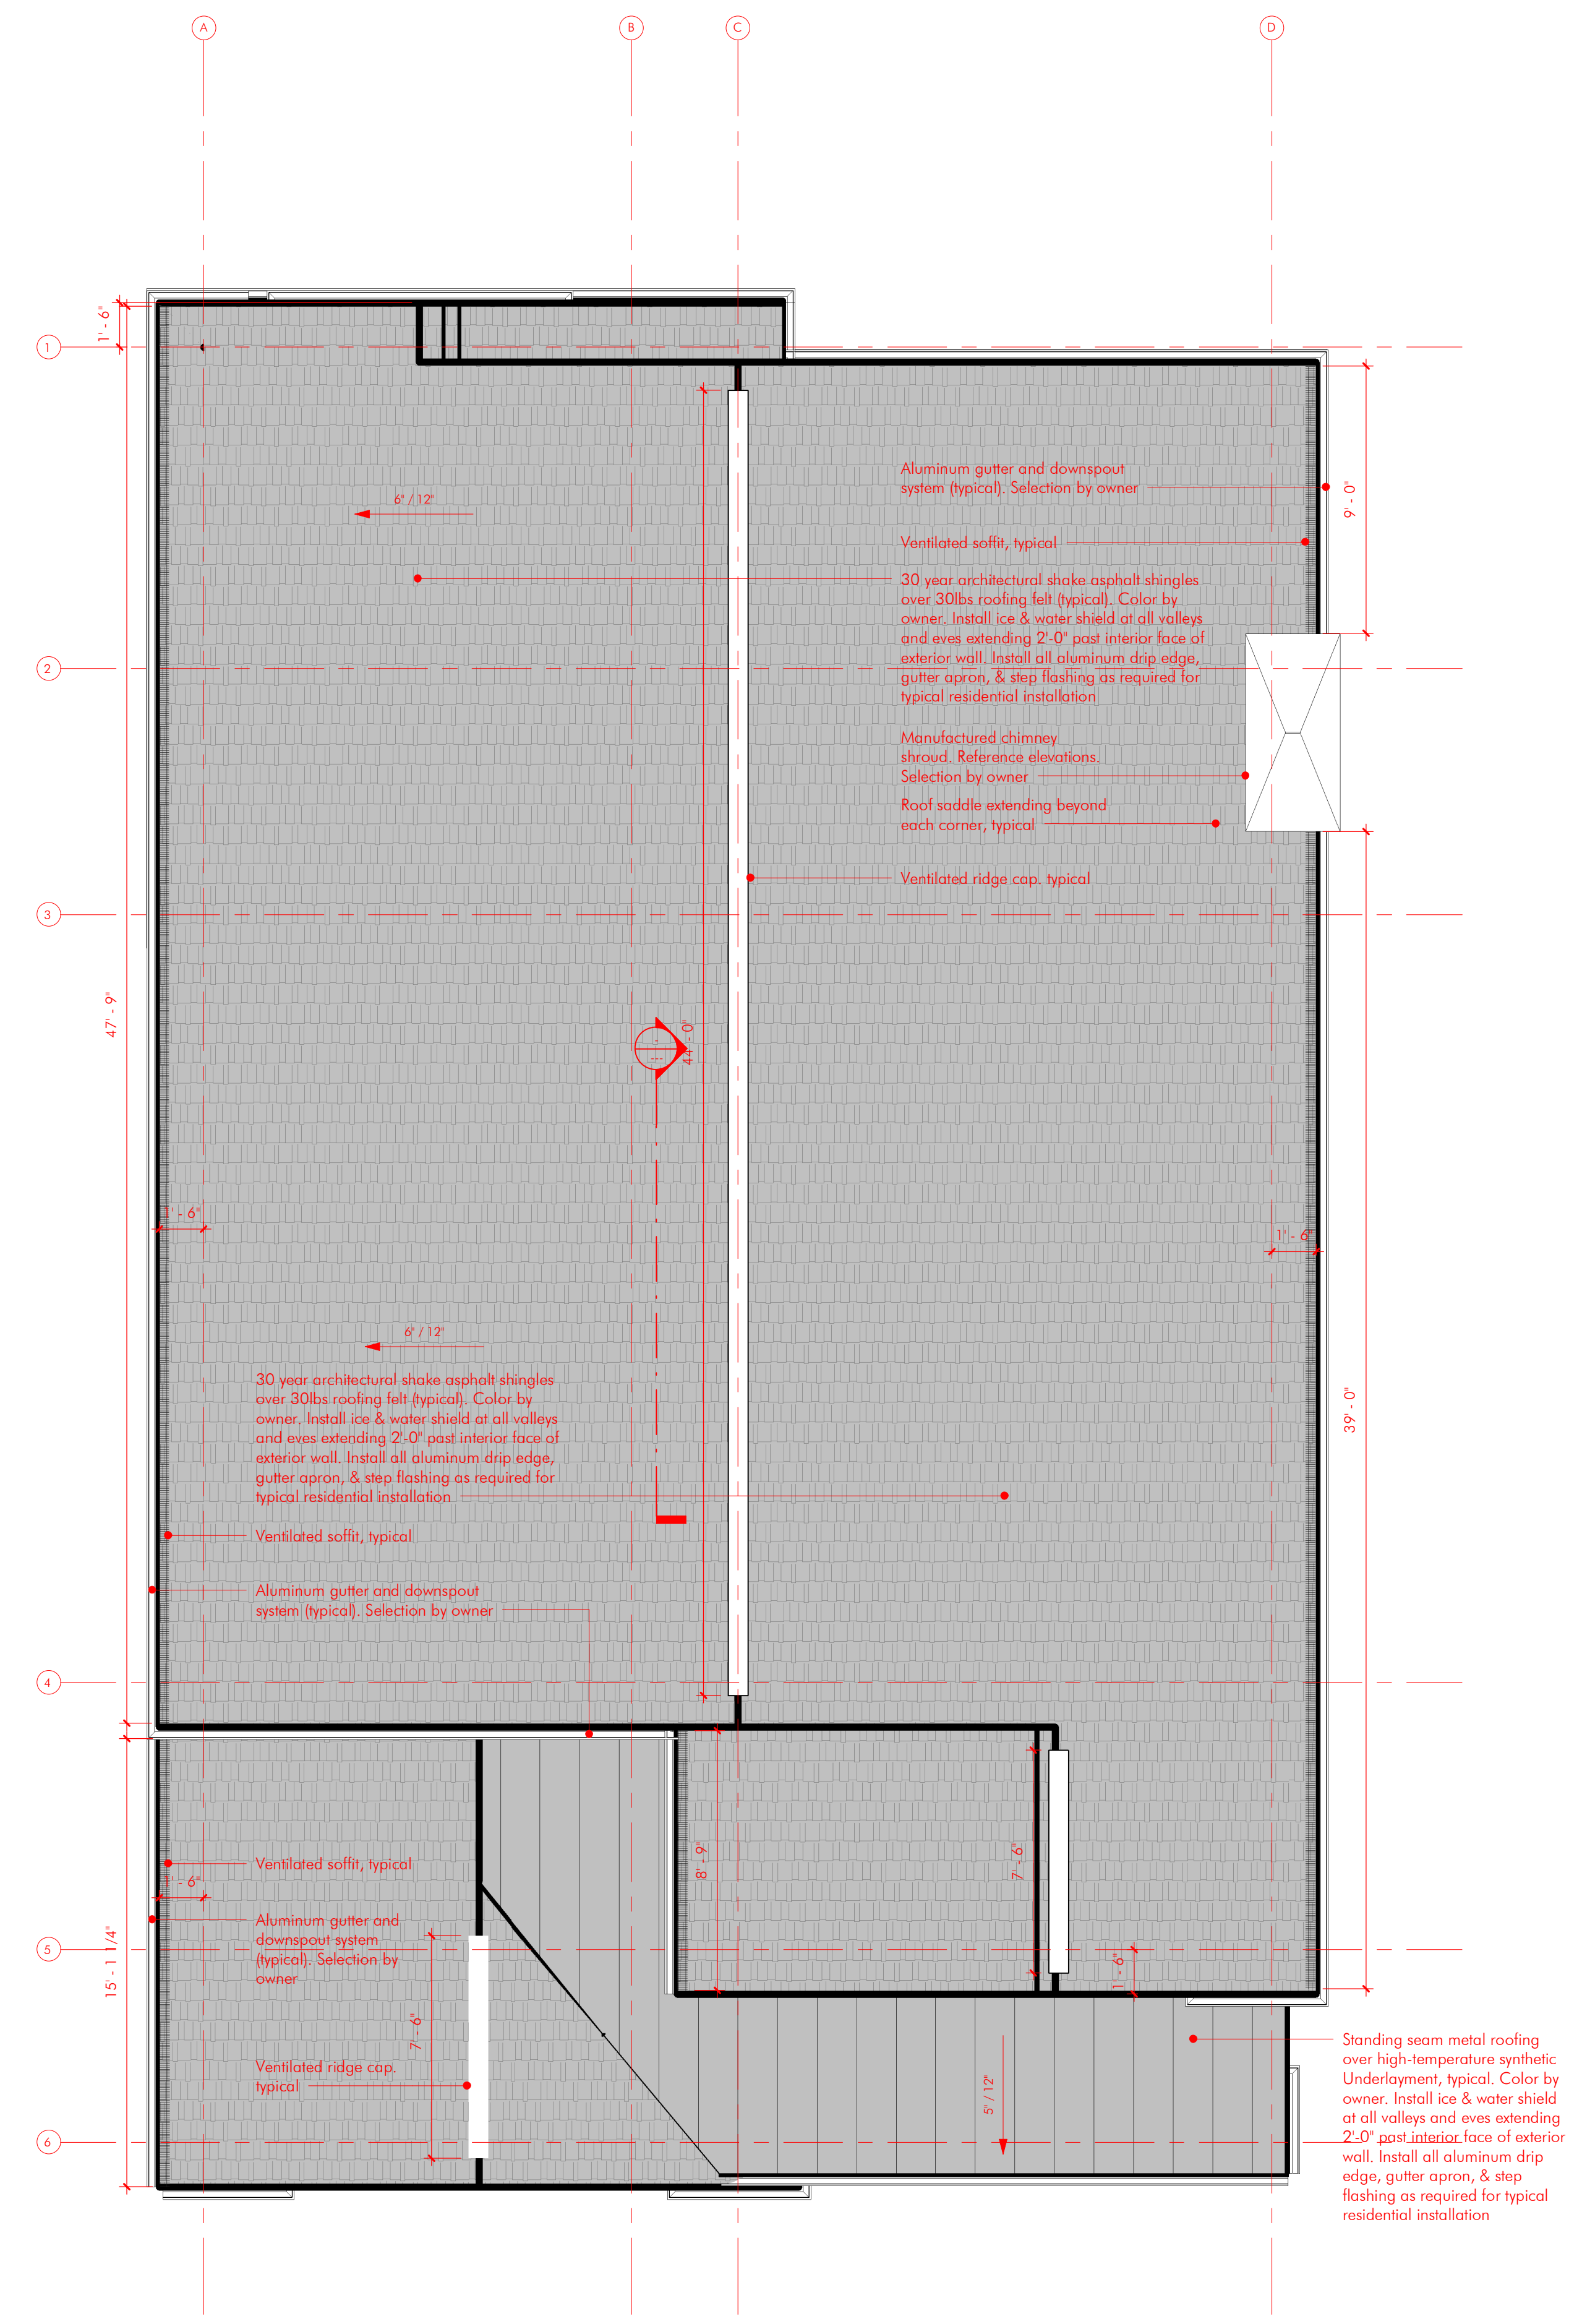 A
B
C
D
1' - 6"
1
6" / 12"
Aluminum gutter and downspout
system (typical). Selection by owner
9' - 0"
Ventilated soffit, typical
30 year architectural shake asphalt shingles
over 30lbs roofing felt (typical). Color by
owner. Install ice & water shield at all valleys
and eves extending 2'-0" past interior face of
exterior wall. Install all aluminum drip edge,
gutter apron, & step flashing as required for
typical residential installation
2
Manufactured chimney
shroud. Reference elevations.
Selection by owner
Roof saddle extending beyond
each corner, typical
Ventilated ridge cap. typical
3
47' - 9"
-
---
44' - 0"
1' - 6"
1' - 6"
6" / 12"
30 year architectural shake asphalt shingles
over 30lbs roofing felt (typical). Color by
owner. Install ice & water shield at all valleys
and eves extending 2'-0" past interior face of
exterior wall. Install all aluminum drip edge,
gutter apron, & step flashing as required for
typical residential installation
39' - 0"
Ventilated soffit, typical
Aluminum gutter and downspout
system (typical). Selection by owner
4
8' - 9"
7' - 6"
Ventilated soffit, typical
1' - 6"
Aluminum gutter and
downspout system
(typical). Selection by
owner
5
15' - 1 1/4"
1' - 6"
7' - 6"
Ventilated ridge cap.
typical
5" / 12"
6
Standing seam metal roofing
over high-temperature synthetic
Underlayment, typical. Color by
owner. Install ice & water shield
at all valleys and eves extending
2'-0" past interior face of exterior
wall. Install all aluminum drip
edge, gutter apron, & step
flashing as required for typical
residential installation